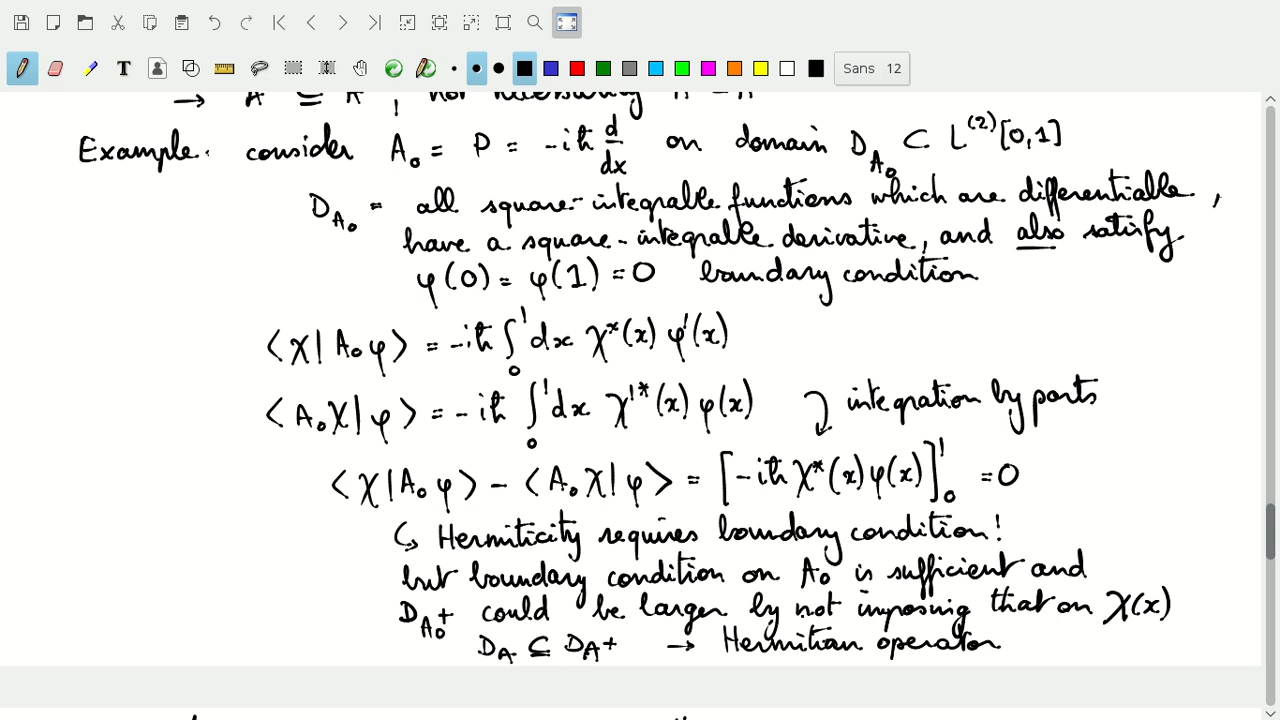 Sans 12
→ A ⊆ A , not necessarily A = A
Example: consider A₀ = P = -iħ d/dx on domain D_A₀ ⊂ L⁽²⁾[0,1]
D_A₀ = all square-integrable functions which are differentiable,
have a square-integrable derivative, and also satisfy
φ(0) = φ(1) = 0 boundary condition
⟨χ|A₀φ⟩ = -iħ ∫₀¹ dx χ*(x) φ'(x)
⟨A₀χ|φ⟩ = -iħ ∫₀¹ dx χ'*(x) φ(x) integration by parts
⟨χ|A₀φ⟩ - ⟨A₀χ|φ⟩ = [-iħ χ*(x)φ(x)]₀¹ = 0
↳ Hermiticity requires boundary condition!
but boundary condition on A₀ is sufficient and
D_A₀⁺ could be larger by not imposing that on χ(x)
D_A ⊆ D_A⁺ → Hermitian operator